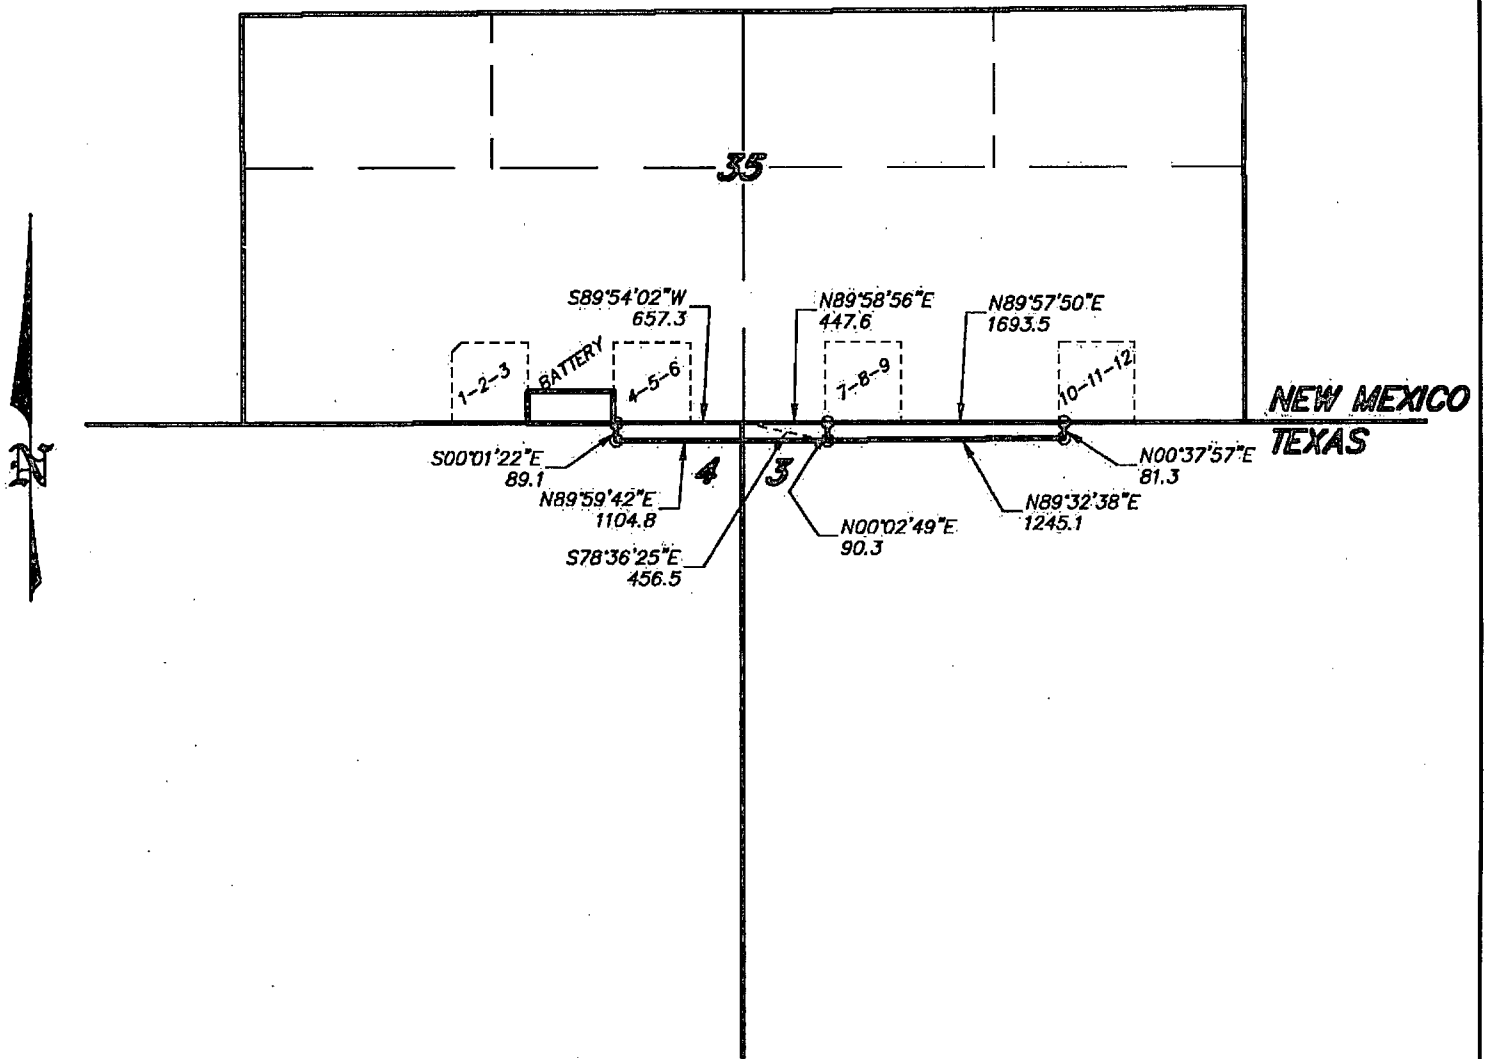 35
S89°54'02"W
657.3
N89°58'56"E
447.6
N89°57'50"E
1693.5
1-2-3
BATTERY
4-5-6
7-8-9
10-11-12
NEW MEXICO
TEXAS
N
S00°01'22"E
89.1
4
3
N00°37'57"E
81.3
N89°59'42"E
1104.8
N89°32'38"E
1245.1
N00°02'49"E
90.3
S78°36'25"E
456.5